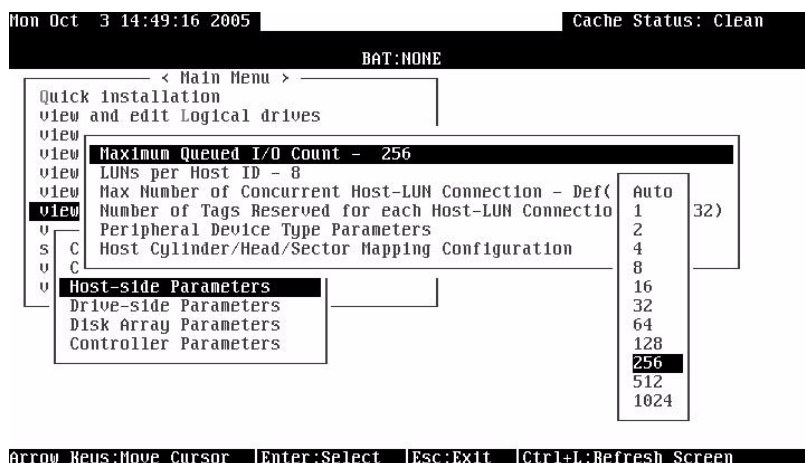 Mon Oct 3 14:49:16 2005 Cache Status: Clean
BAT:NONE
< Main Menu >
Quick installation
view and edit Logical drives
view
view Maximum Queued I/O Count - 256
view LUNs per Host ID - 8
view Max Number of Concurrent Host-LUN Connection - Def( Auto
view Number of Tags Reserved for each Host-LUN Connectio 1 32)
v Peripheral Device Type Parameters 2
s C Host Cylinder/Head/Sector Mapping Configuration 4
v C 8
v Host-side Parameters 16
Drive-side Parameters 32
Disk Array Parameters 64
Controller Parameters 128
256
512
1024
Arrow Keys:Move Cursor |Enter:Select |Esc:Exit |Ctrl+L:Refresh Screen